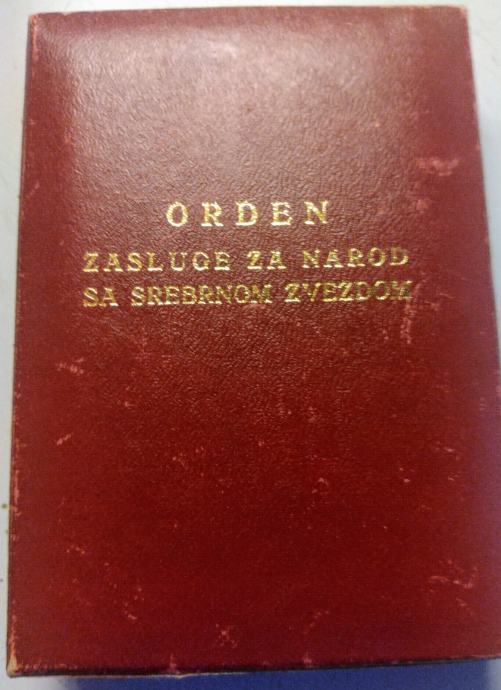 ORDEN
ZASLUGE ZA NAROD
SA SREBRNOM ZVEZDOM